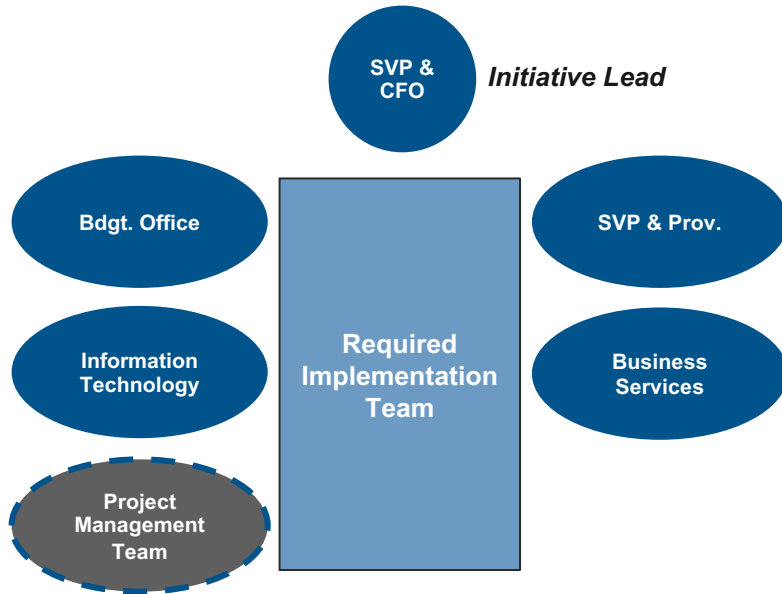 SVP &
CFO
Initiative Lead
Bdgt. Office
SVP & Prov.
Information
Technology
Required
Implementation
Team
Business
Services
Project
Management
Team